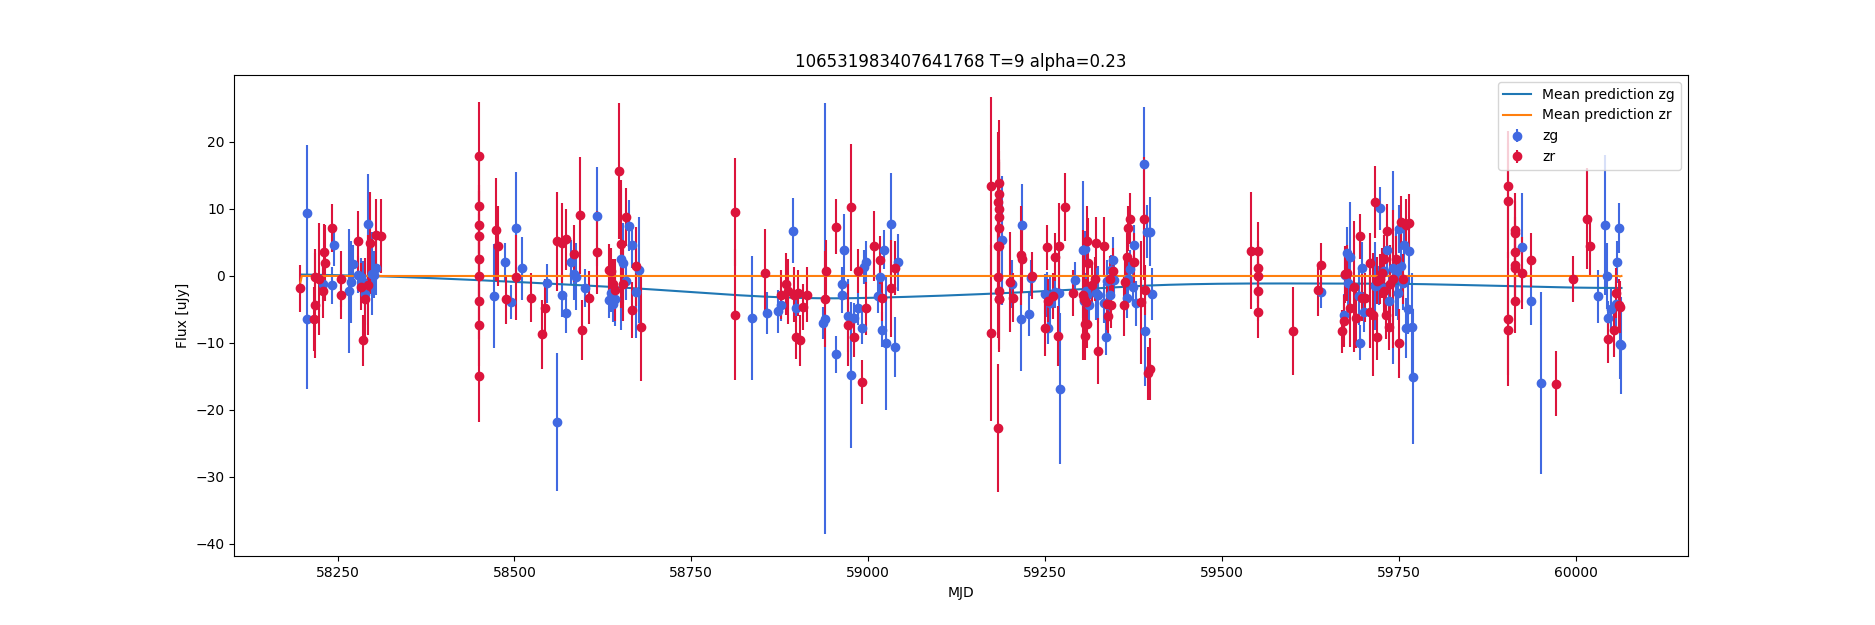 106531983407641768 T=9 alpha=0.23
Mean prediction zg
Mean prediction zr
zg
zr
Flux [uJy]
20
10
0
−10
−20
−30
−40
58250 58500 58750 59000 59250 59500 59750 60000
MJD